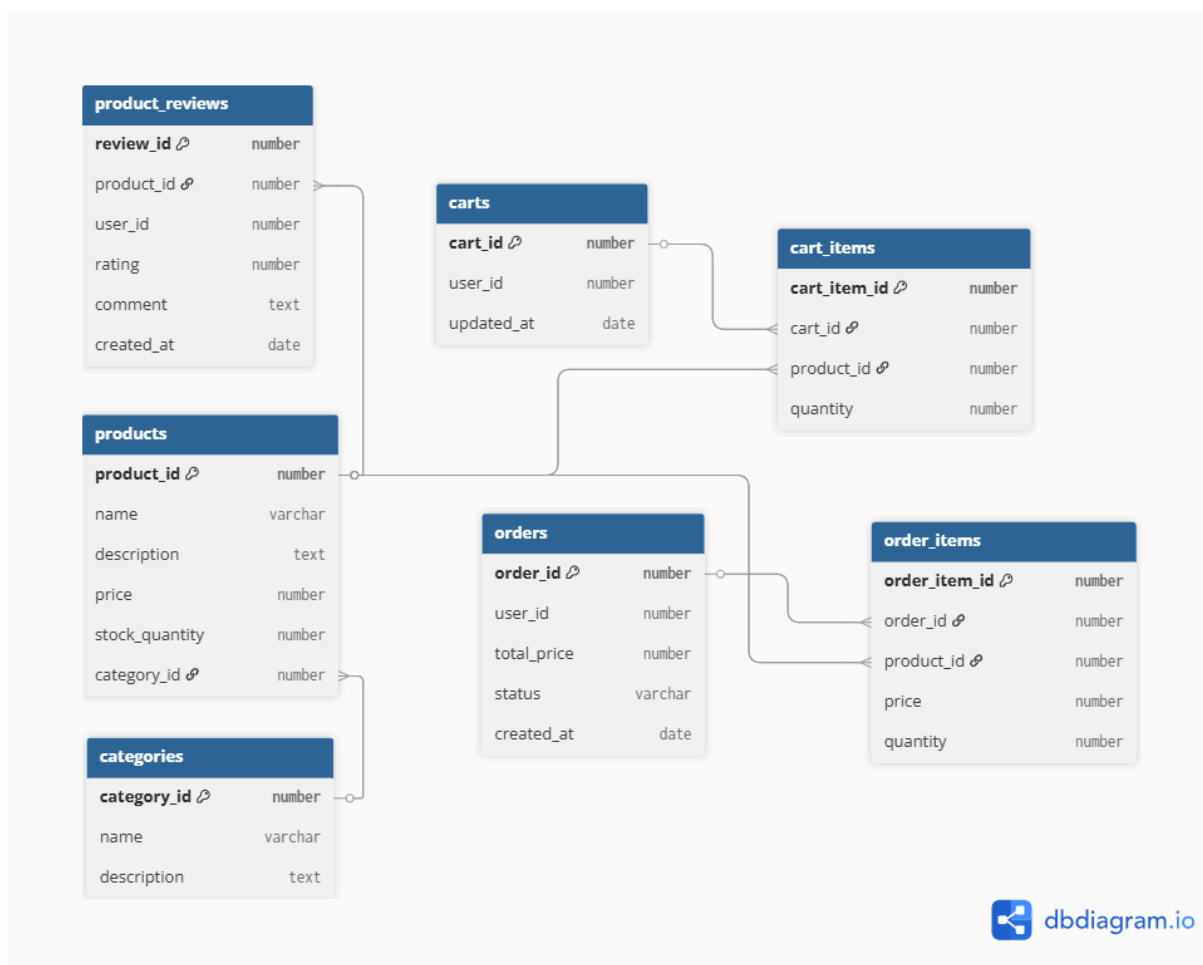 product_reviews
review_id number
product_id number
user_id number
rating number
comment text
created_at date
carts
cart_id number
user_id number
updated_at date
cart_items
cart_item_id number
cart_id number
product_id number
quantity number
products
product_id number
name varchar
description text
price number
stock_quantity number
category_id number
orders
order_id number
user_id number
total_price number
status varchar
created_at date
order_items
order_item_id number
order_id number
product_id number
price number
quantity number
categories
category_id number
name varchar
description text
dbdiagram.io